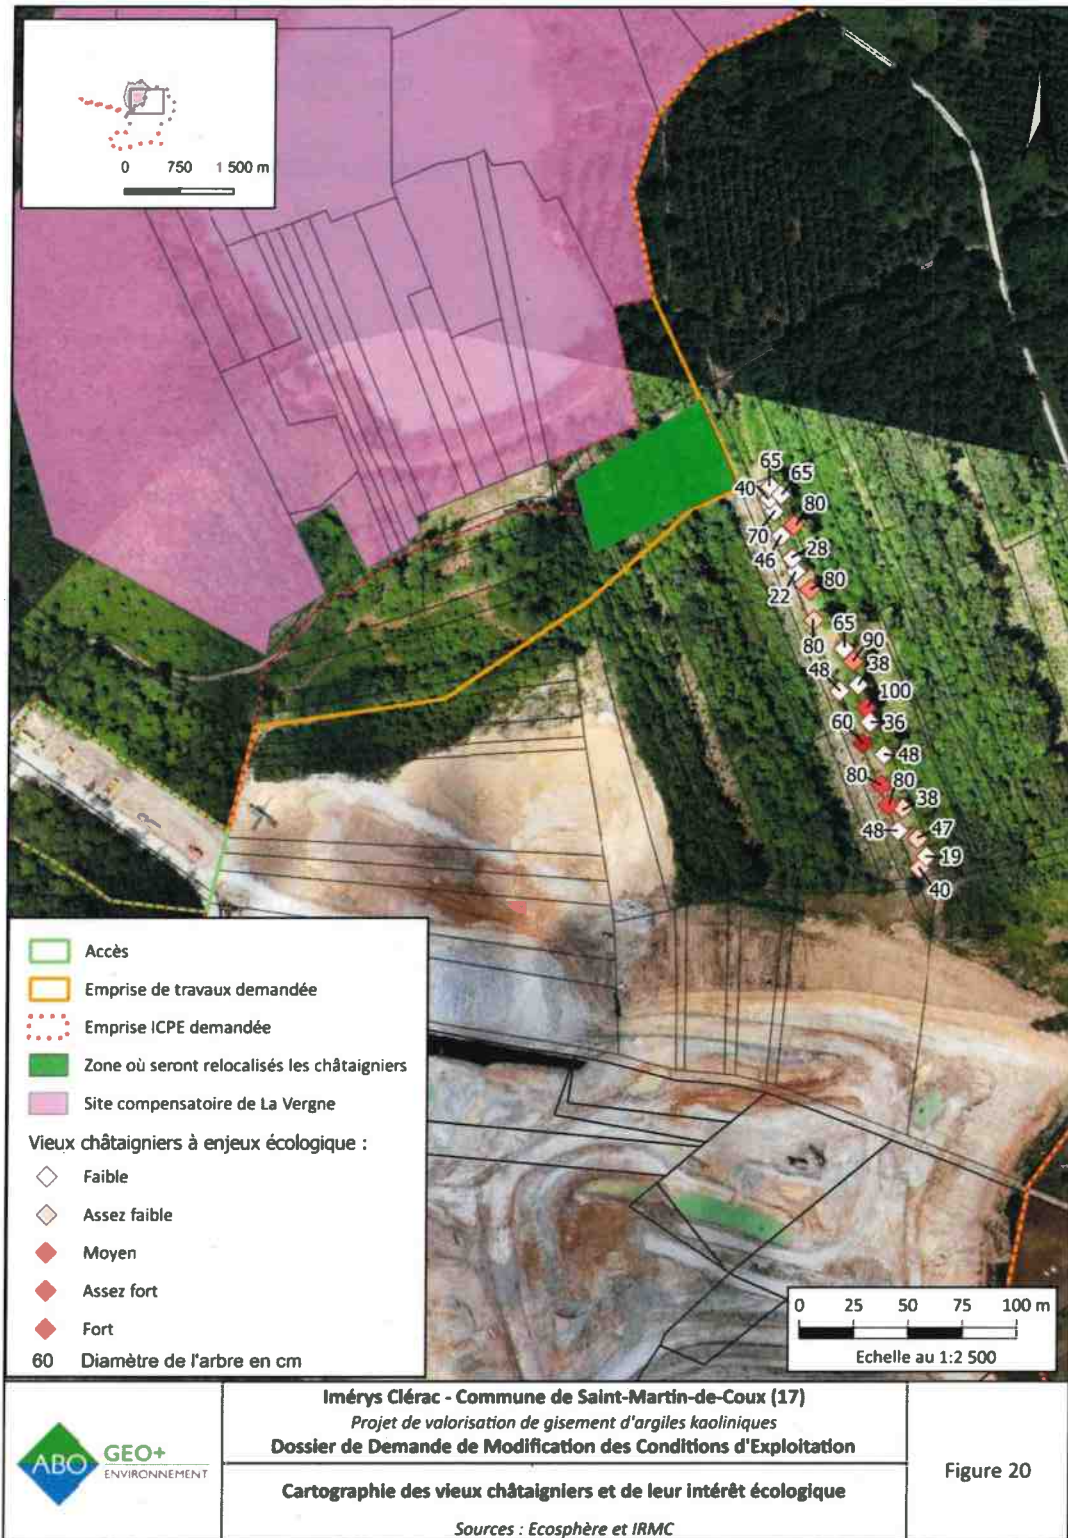 0 750 1 500 m
65
65
40
80
70
46
28
22
80
80
65
90
38
48
100
60
36
48
80
80
38
48
47
19
40
Accès
Emprise de travaux demandée
Emprise ICPE demandée
Zone où seront relocalisés les châtaigniers
Site compensatoire de La Vergne
Vieux châtaigniers à enjeux écologique :
Faible
Assez faible
Moyen
Assez fort
Fort
60 Diamètre de l'arbre en cm
0 25 50 75 100 m
Echelle au 1:2 500
ABO GEO+
ENVIRONNEMENT
Imérys Clérac - Commune de Saint-Martin-de-Coux (17)
Projet de valorisation de gisement d'argiles kaoliniques
Dossier de Demande de Modification des Conditions d'Exploitation
Cartographie des vieux châtaigniers et de leur intérêt écologique
Sources : Ecosphère et IRMC
Figure 20